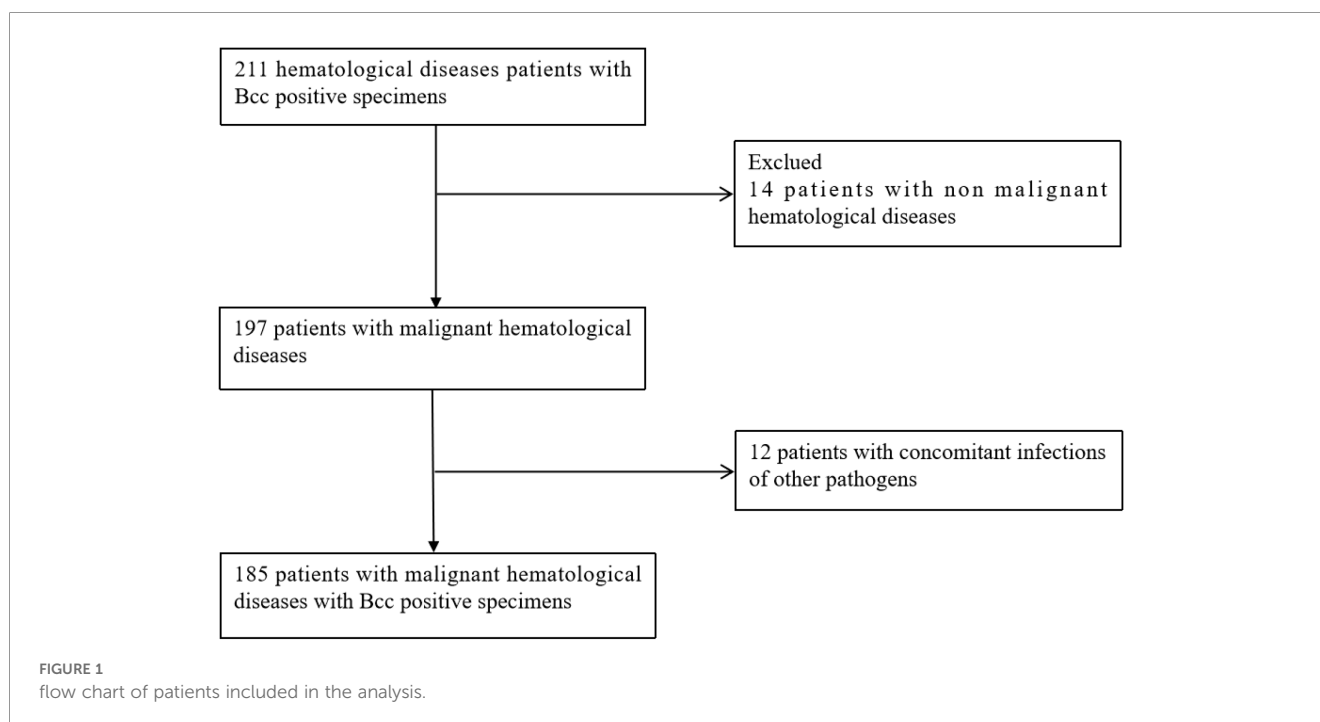 211 hematological diseases patients with
Bcc positive specimens
Exclued
14 patients with non malignant
hematological diseases
197 patients with malignant hematological
diseases
12 patients with concomitant infections
of other pathogens
185 patients with malignant hematological
diseases with Bcc positive specimens
FIGURE 1
flow chart of patients included in the analysis.